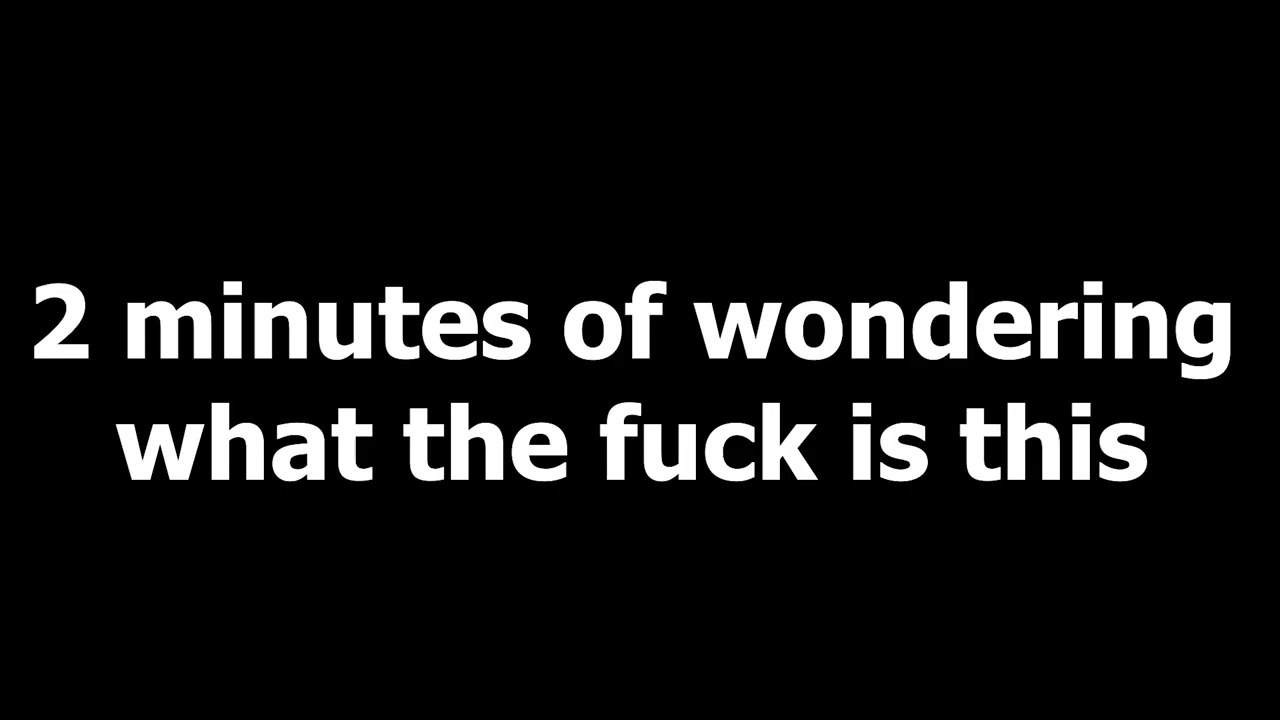 2 minutes of wondering
what the fuck is this